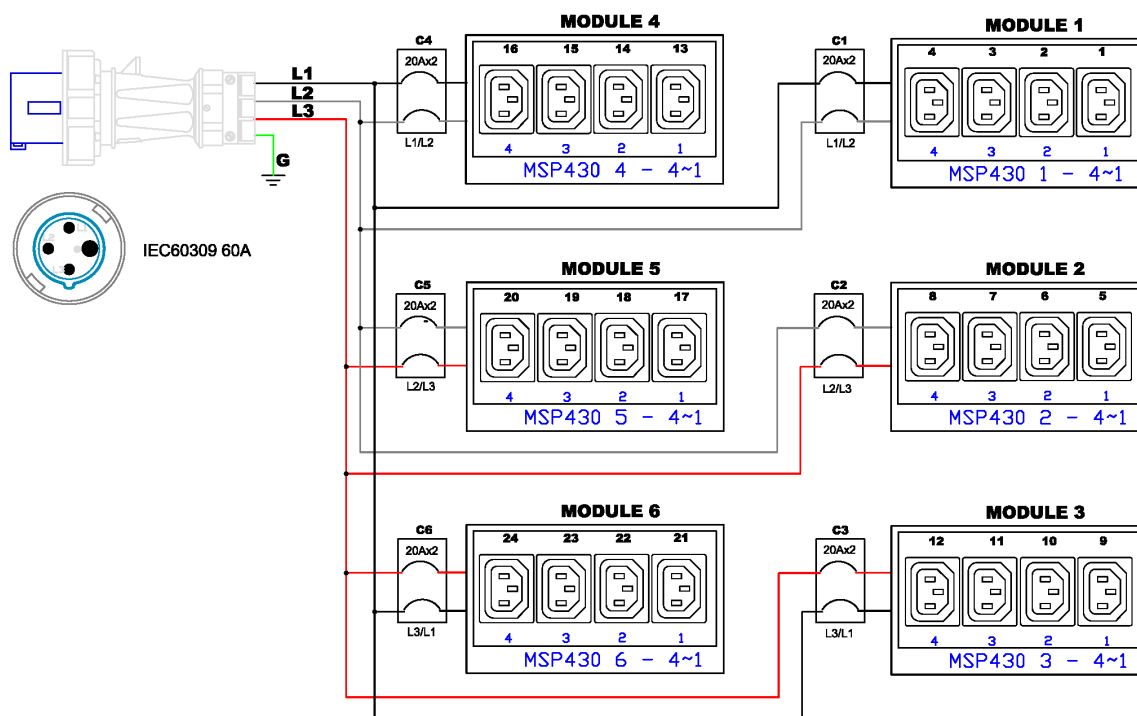 MODULE 4
C4
20Ax2
L1/L2
16 15 14 13
4 3 2 1
MSP430 4 - 4~1
MODULE 1
C1
20Ax2
L1/L2
4 3 2 1
4 3 2 1
MSP430 1 - 4~1
L1
L2
L3
G
L1
L2
L3
IEC60309 60A
MODULE 5
C5
20Ax2
L2/L3
20 19 18 17
4 3 2 1
MSP430 5 - 4~1
MODULE 2
C2
20Ax2
L2/L3
8 7 6 5
4 3 2 1
MSP430 2 - 4~1
MODULE 6
C6
20Ax2
L3/L1
24 23 22 21
4 3 2 1
MSP430 6 - 4~1
MODULE 3
C3
20Ax2
L3/L1
12 11 10 9
4 3 2 1
MSP430 3 - 4~1